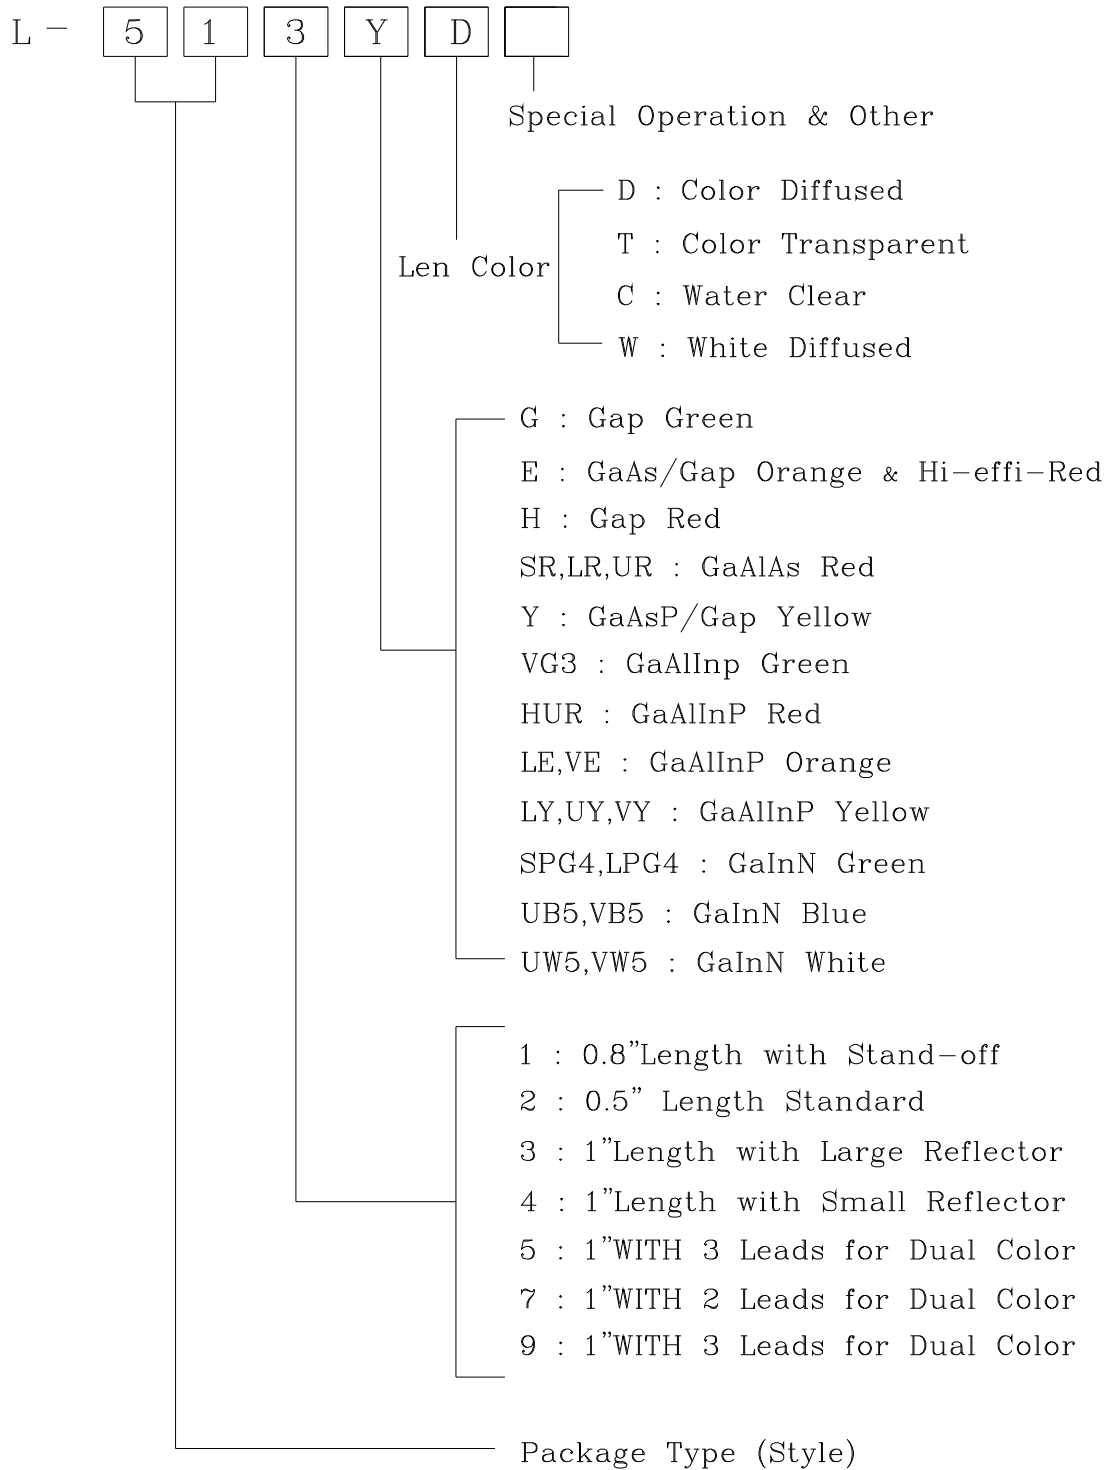 L - 5 1 3 Y D
Special Operation & Other
D : Color Diffused
T : Color Transparent
Len Color
C : Water Clear
W : White Diffused
G : Gap Green
E : GaAs/Gap Orange & Hi-effi-Red
H : Gap Red
SR,LR,UR : GaAlAs Red
Y : GaAsP/Gap Yellow
VG3 : GaAlInp Green
HUR : GaAlInP Red
LE,VE : GaAlInP Orange
LY,UY,VY : GaAlInP Yellow
SPG4,LPG4 : GaInN Green
UB5,VB5 : GaInN Blue
UW5,VW5 : GaInN White
1 : 0.8”Length with Stand-off
2 : 0.5” Length Standard
3 : 1”Length with Large Reflector
4 : 1”Length with Small Reflector
5 : 1”WITH 3 Leads for Dual Color
7 : 1”WITH 2 Leads for Dual Color
9 : 1”WITH 3 Leads for Dual Color
Package Type (Style)